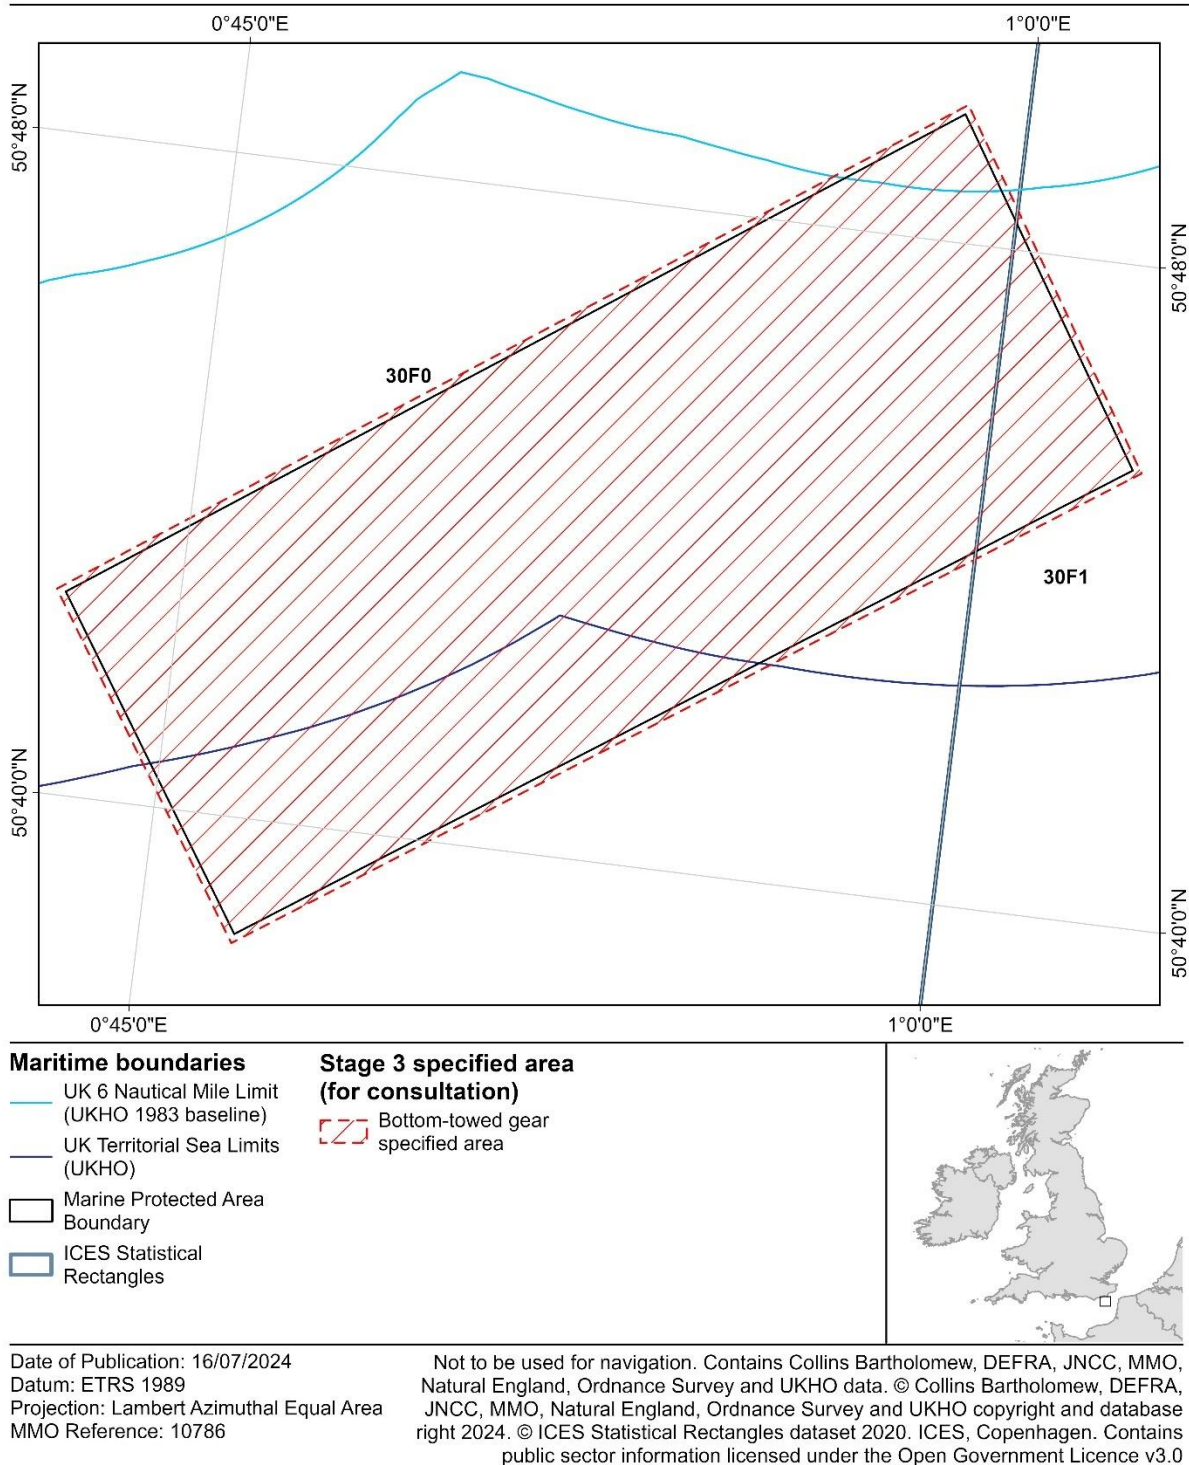 0°45'0"E
1°0'0"E
50°48'0"N
50°48'0"N
30F0
30F1
50°40'0"N
50°40'0"N
0°45'0"E
1°0'0"E
Maritime boundaries
UK 6 Nautical Mile Limit
(UKHO 1983 baseline)
UK Territorial Sea Limits
(UKHO)
Marine Protected Area
Boundary
ICES Statistical
Rectangles
Stage 3 specified area
(for consultation)
Bottom-towed gear
specified area
Date of Publication: 16/07/2024
Datum: ETRS 1989
Projection: Lambert Azimuthal Equal Area
MMO Reference: 10786
Not to be used for navigation. Contains Collins Bartholomew, DEFRA, JNCC, MMO,
Natural England, Ordnance Survey and UKHO data. © Collins Bartholomew, DEFRA,
JNCC, MMO, Natural England, Ordnance Survey and UKHO copyright and database
right 2024. © ICES Statistical Rectangles dataset 2020. ICES, Copenhagen. Contains
public sector information licensed under the Open Government Licence v3.0